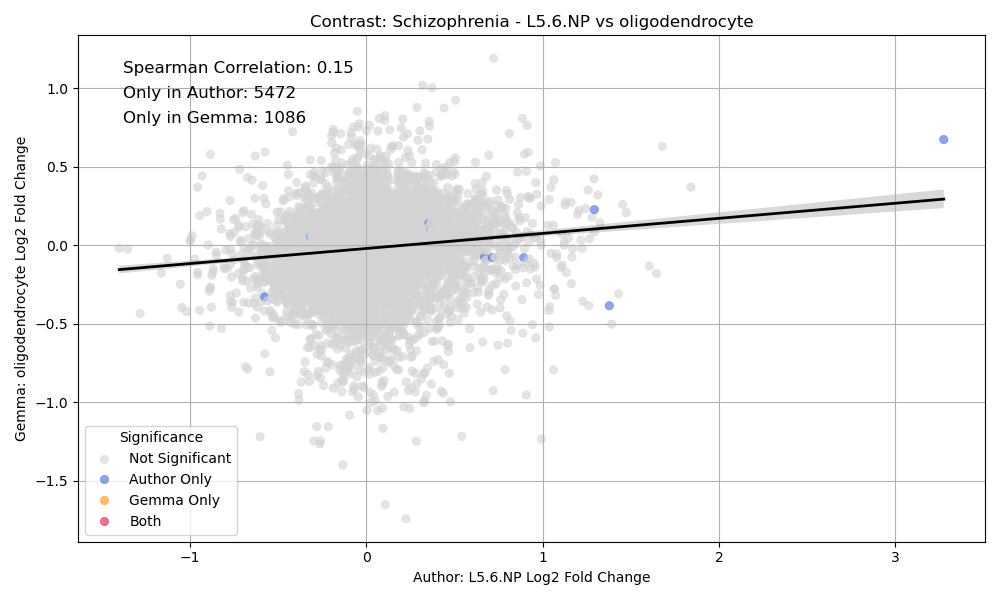 Contrast: Schizophrenia - L5.6.NP vs oligodendrocyte
Spearman Correlation: 0.15
Only in Author: 5472
Only in Gemma: 1086
1.0
0.5
0.0
−0.5
−1.0
−1.5
Gemma: oligodendrocyte Log2 Fold Change
Significance
Not Significant
Author Only
Gemma Only
Both
−1
0
1
2
3
Author: L5.6.NP Log2 Fold Change